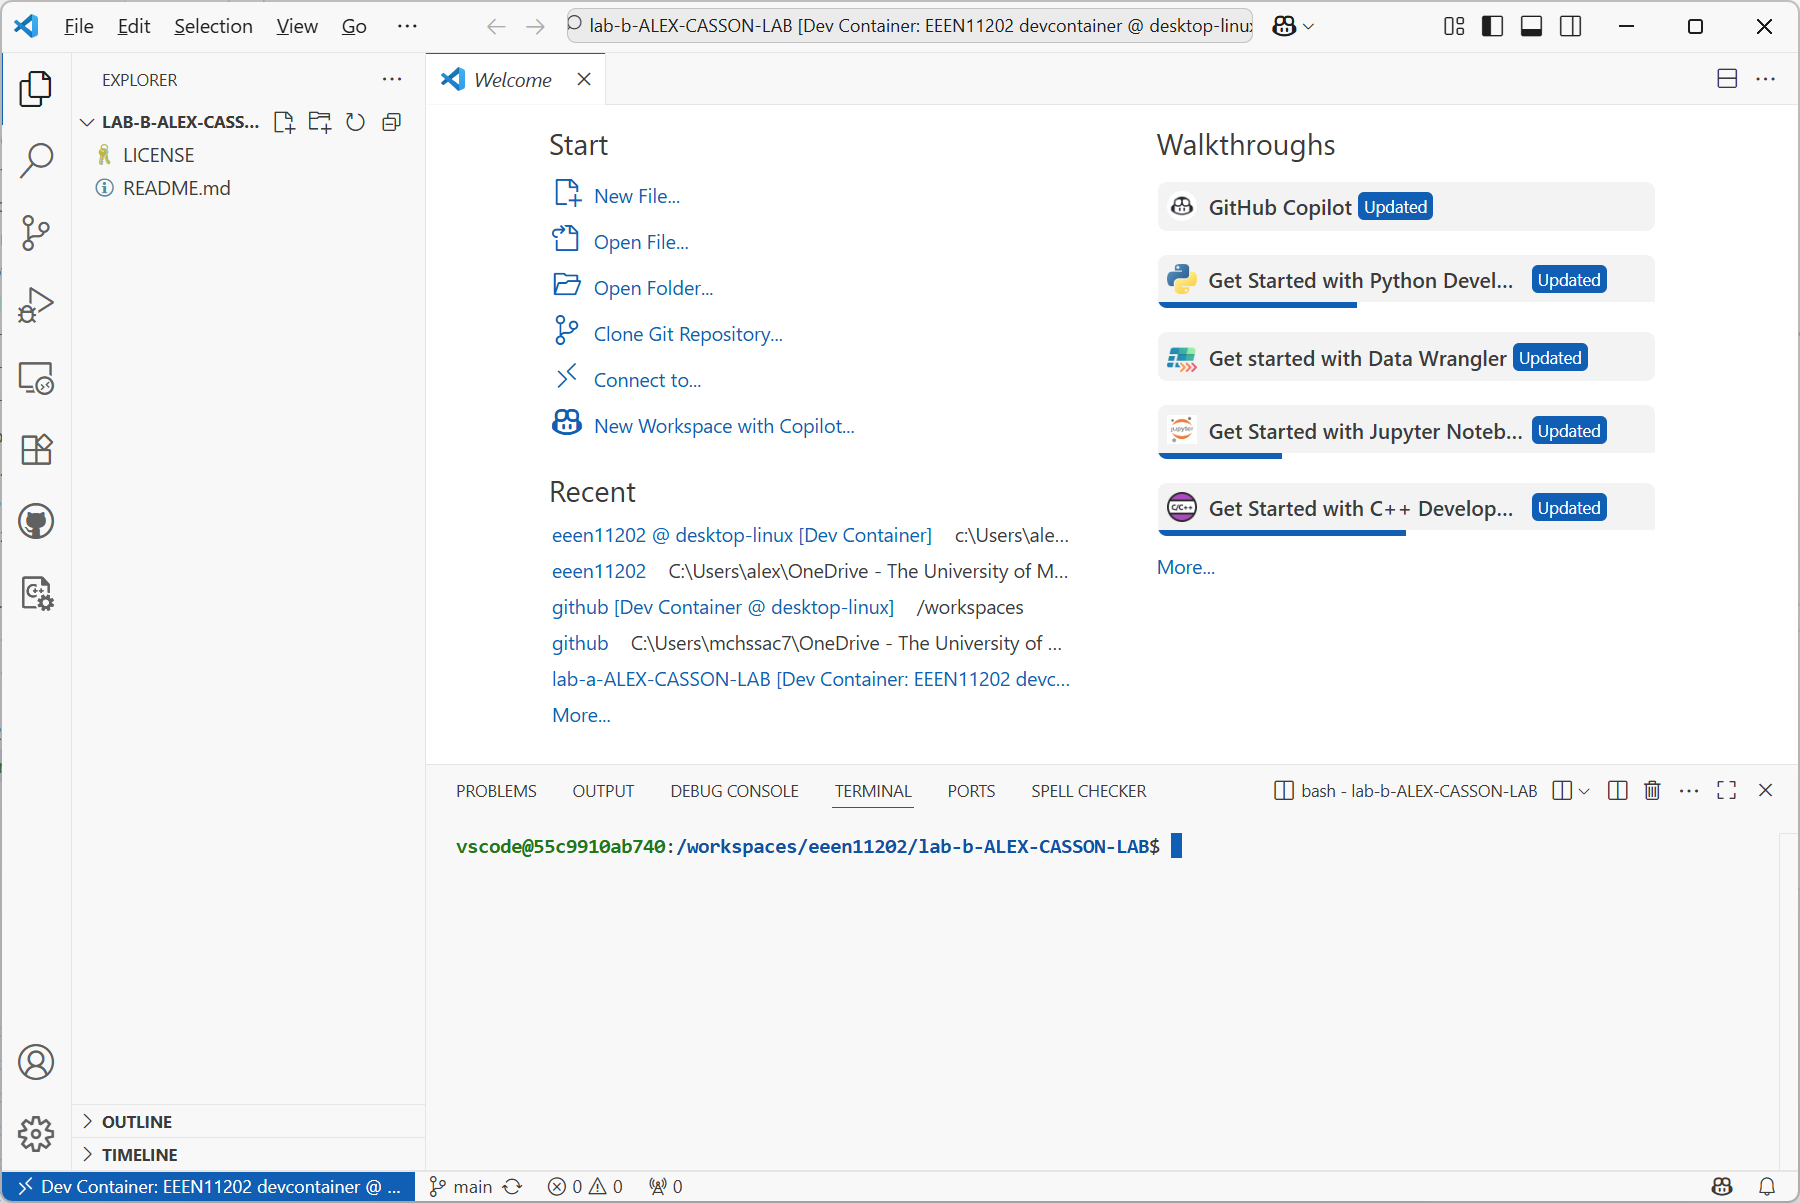 File Edit Selection View Go ···
lab-b-ALEX-CASSON-LAB [Dev Container: EEEN11202 devcontainer @ desktop-linux
EXPLORER
LAB-B-ALEX-CASS...
LICENSE
README.md
OUTLINE
TIMELINE
Welcome
Start
New File...
Open File...
Open Folder...
Clone Git Repository...
Connect to...
New Workspace with Copilot...
Recent
eeen11202 @ desktop-linux [Dev Container] c:\Users\ale...
eeen11202 C:\Users\alex\OneDrive - The University of M...
github [Dev Container @ desktop-linux] /workspaces
github C:\Users\mchssac7\OneDrive - The University of ...
lab-a-ALEX-CASSON-LAB [Dev Container: EEEN11202 devc...
More...
Walkthroughs
GitHub Copilot Updated
Get Started with Python Devel... Updated
Get started with Data Wrangler Updated
Get Started with Jupyter Noteb... Updated
Get Started with C++ Develop... Updated
More...
PROBLEMS OUTPUT DEBUG CONSOLE TERMINAL PORTS SPELL CHECKER
bash - lab-b-ALEX-CASSON-LAB
vscode@55c9910ab740:/workspaces/eeen11202/lab-b-ALEX-CASSON-LAB$
Dev Container: EEEN11202 devcontainer @ ... main 0 0 0